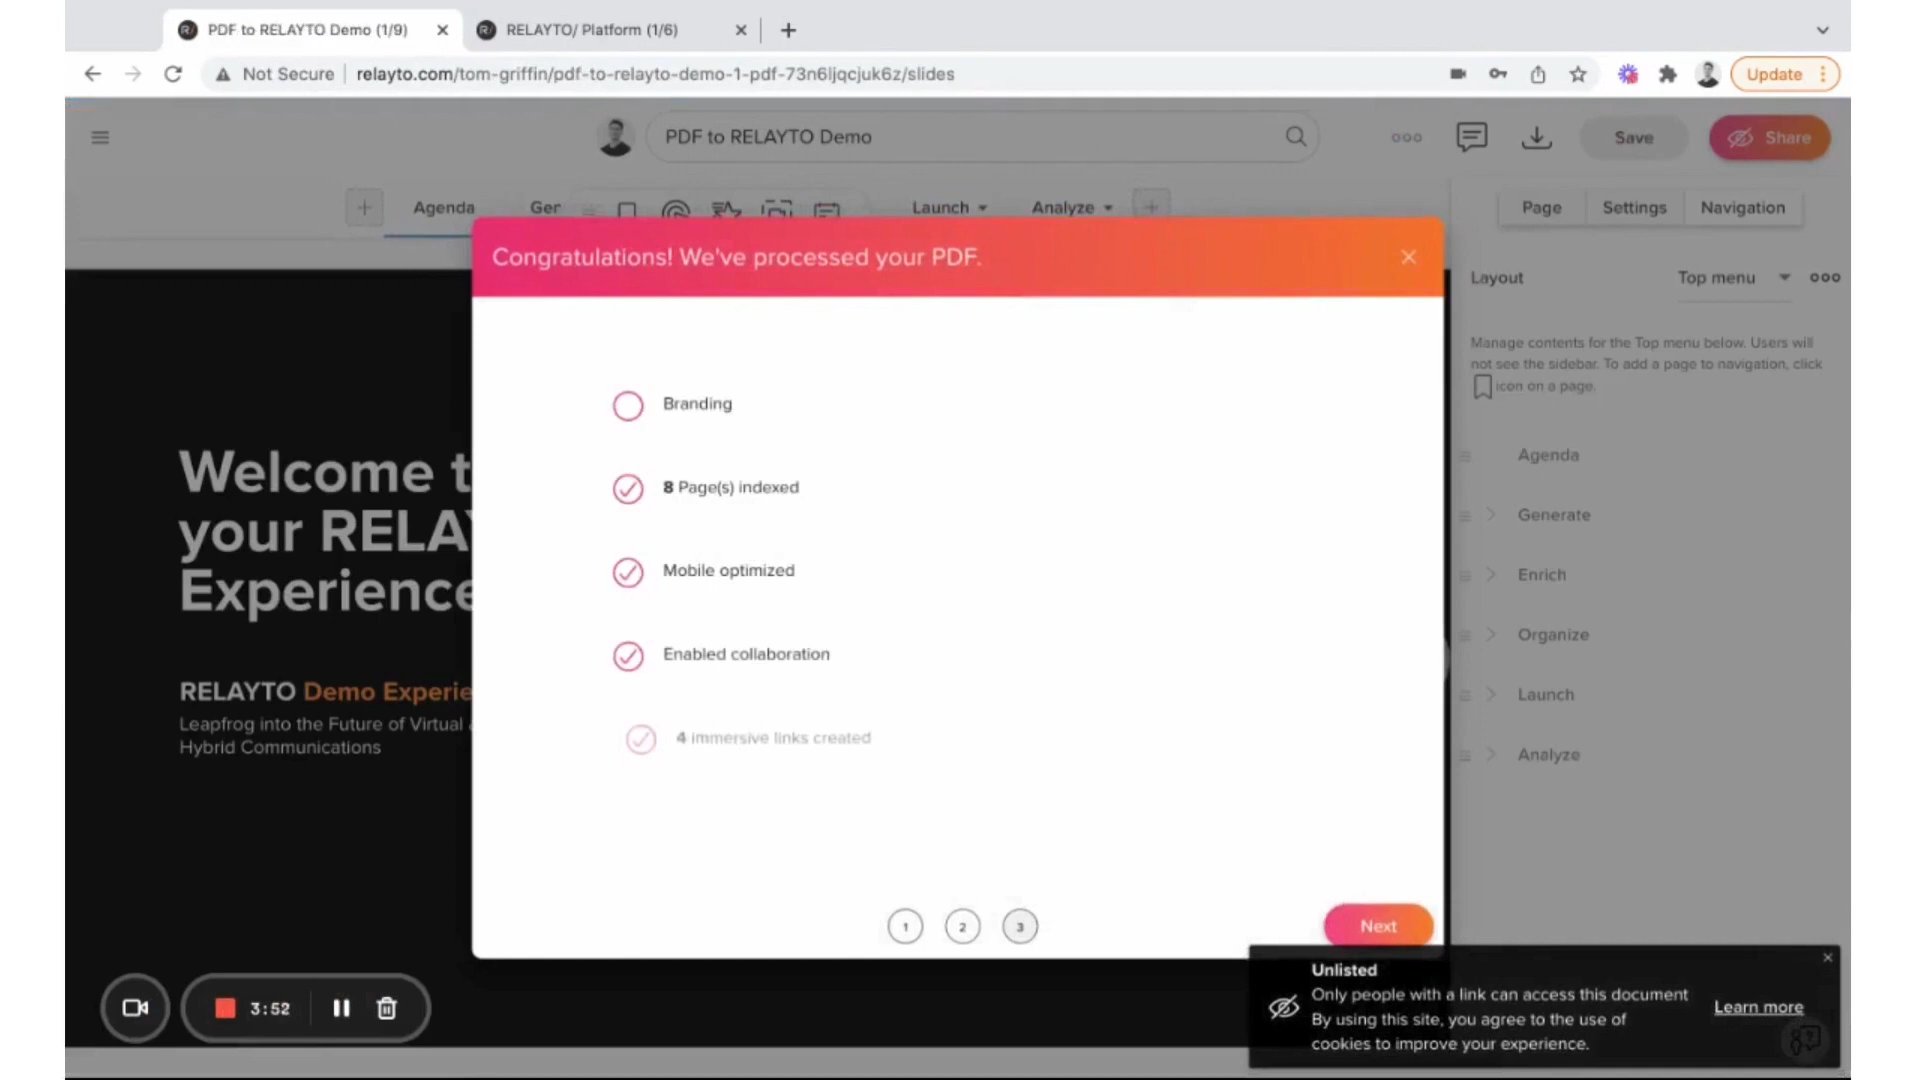 PDF to RELAYTO Demo (1/9)
RELAYTO/ Platform (1/6)
Not Secure
relayto.com/tom-griffin/pdf-to-relayto-demo-1-pdf-73n6ljqcjuk6z/slides
Update
PDF to RELAYTO Demo
Save
Share
Agenda
Ger
Launch
Analyze
Page
Settings
Navigation
Congratulations! We've processed your PDF.
Layout
Top menu
Manage contents for the Top menu below. Users will
not see the sidebar. To add a page to navigation, click
icon on a page.
Branding
8 Page(s) indexed
Mobile optimized
Enabled collaboration
4 immersive links created
Agenda
Generate
Enrich
Organize
Launch
Analyze
Welcome t
your RELAY
Experience
RELAYTO Demo Experie
Leapfrog into the Future of Virtual
Hybrid Communications
1
2
3
Next
3:52
Unlisted
Only people with a link can access this document
By using this site, you agree to the use of
cookies to improve your experience.
Learn more